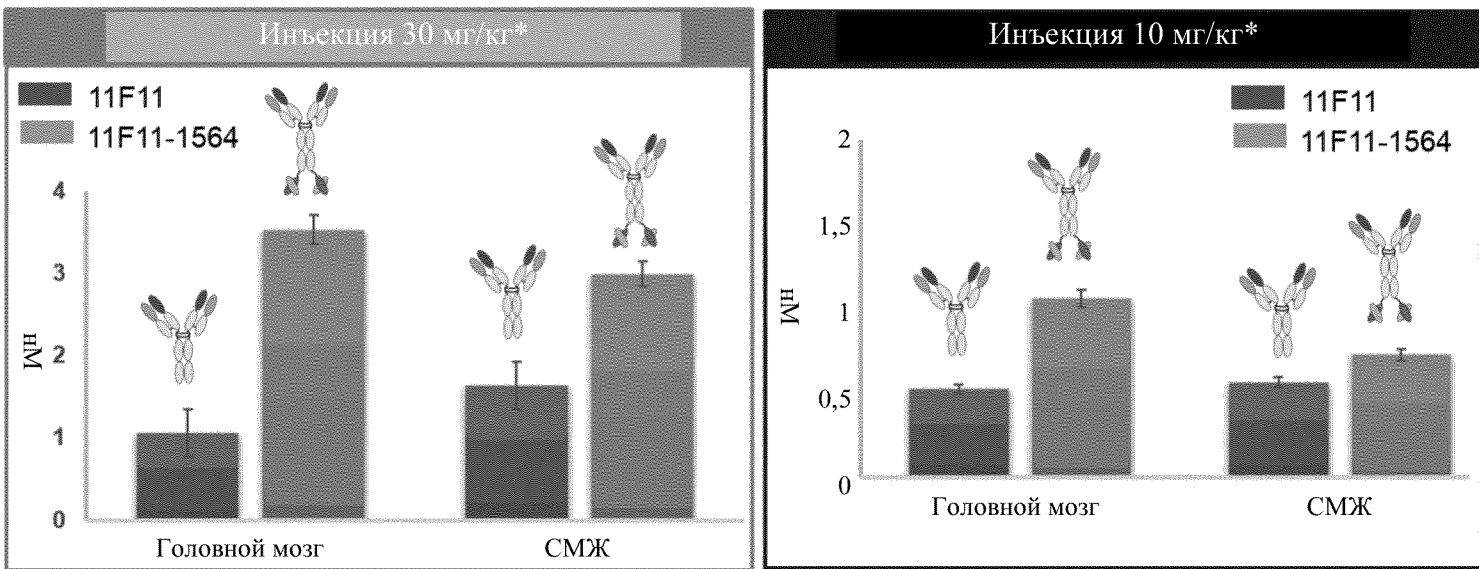 Инъекция 30 мг/кг*
11F11
11F11-1564
4
3
2
1
0
нМ
Головной мозг
СМЖ
Инъекция 10 мг/кг*
11F11
11F11-1564
2
1,5
1
0,5
0
нМ
Головной мозг
СМЖ